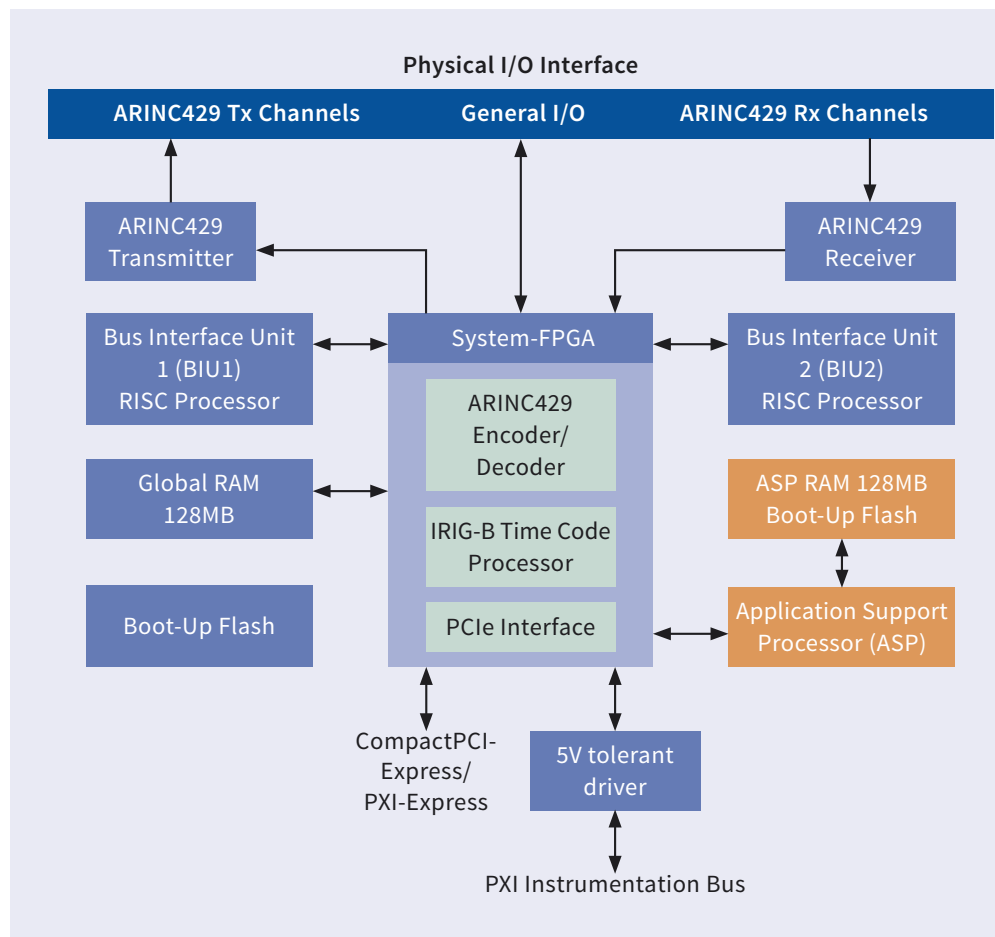 Physical I/O Interface
ARINC429 Tx Channels
General I/O
ARINC429 Rx Channels
ARINC429
Transmitter
ARINC429
Receiver
Bus Interface Unit
1 (BIU1)
RISC Processor
System-FPGA
Bus Interface Unit
2 (BIU2)
RISC Processor
ARINC429
Encoder/
Decoder
Global RAM
128MB
ASP RAM 128MB
Boot-Up Flash
IRIG-B Time Code
Processor
Boot-Up Flash
PCIe Interface
Application Support
Processor (ASP)
CompactPCI-
Express/
PXI-Express
5V tolerant
driver
PXI Instrumentation Bus